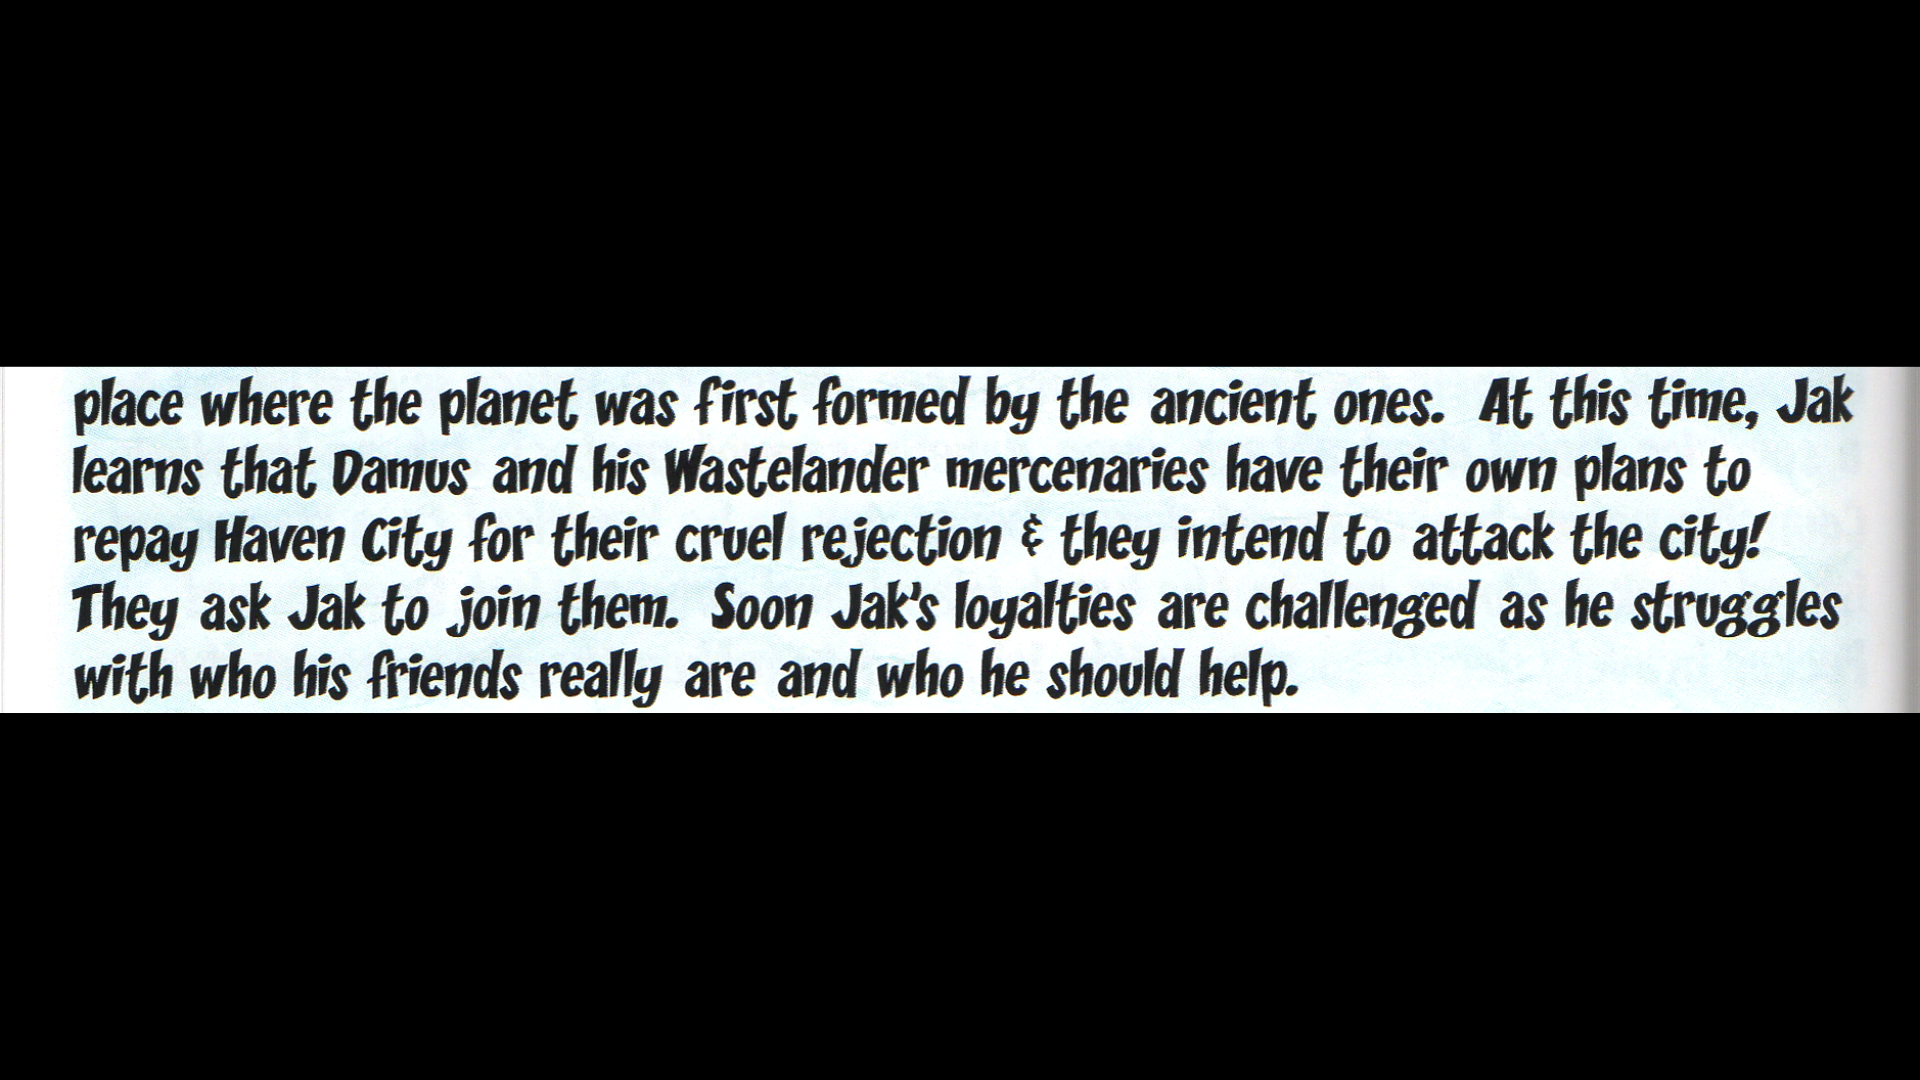 place where the planet was first formed by the ancient ones.  At this time, Jak
learns that Damus and his Wastelander mercenaries have their own plans to
repay Haven City for their cruel rejection & they intend to attack the city!
They ask Jak to join them.  Soon Jak's loyalties are challenged as he struggles
with who his friends really are and who he should help.